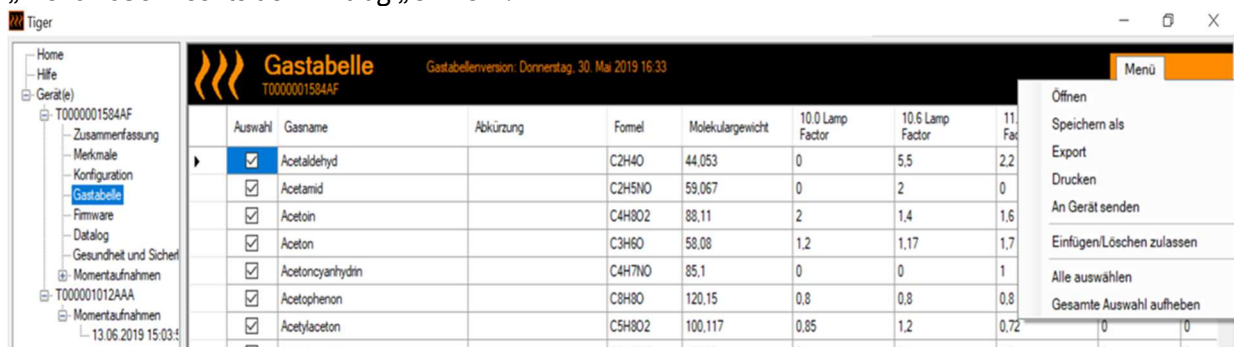 Tiger
Home
Hilfe
Gerät(e)
T0000001584AF
Zusammenfassung
Merkmale
Konfiguration
Gastabelle
Firmware
Datalog
Gesundheit und Sicherl
Momentaufnahmen
T000001012AAA
Momentaufnahmen
13.06.2019 15:03:5
Gastabelle
Gastabellenversion: Donnerstag, 30. Mai 2019 16:33
T0000001584AF
Menü
Öffnen
Speichern als
Export
Drucken
An Gerät senden
Einfügen/Löschen zulassen
Alle auswählen
Gesamte Auswahl aufheben
Auswahl Gasname Abkürzung Formel Molekulargewicht 10.0 Lamp Factor 10.6 Lamp Factor 11.
Acetaldehyd C2H4O 44,053 0 5,5 2,2
Acetamid C2H5NO 59,067 0 2 0
Acetoin C4H8O2 88,11 2 1,4 1,6
Aceton C3H6O 58,08 1,2 1,17 1,7
Acetoncyanhydrin C4H7NO 85,1 0 0 1
Acetophenon C8H8O 120,15 0,8 0,8 0,8
Acetylaceton C5H8O2 100,117 0,85 1,2 0,72 0 0